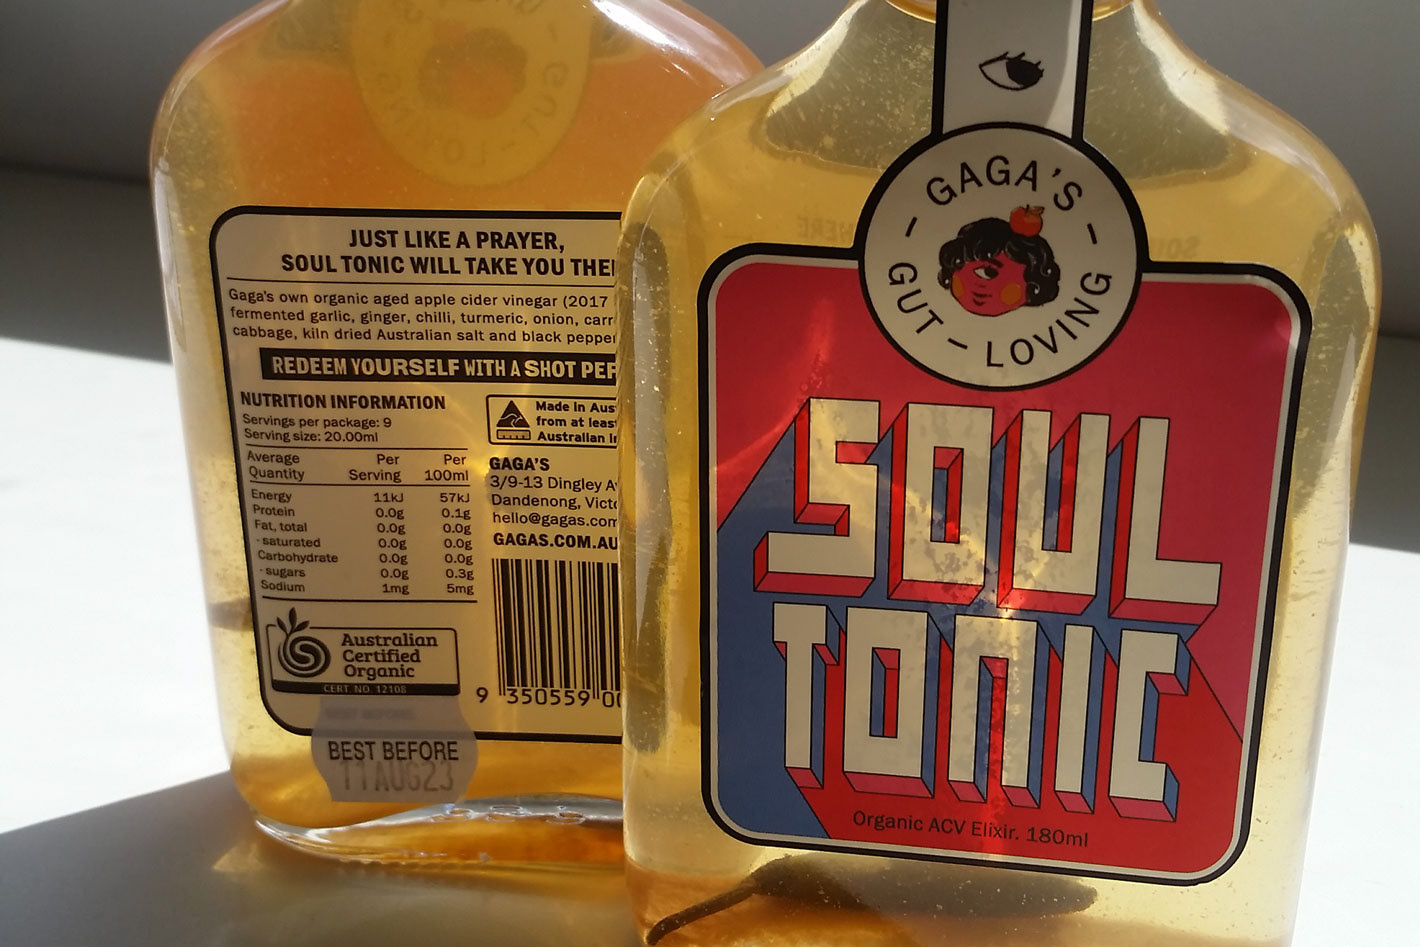 JUST LIKE A PRAYER,
SOUL TONIC WILL TAKE YOU
Gaga's own organic aged apple cider vinegar (2017
fermented garlic, ginger, chilli, turmeric, onion,
cabbage, kiln dried Australian salt and black pepper
REDEEM YOURSELF WITH A SHOT
NUTRITION INFORMATION
Servings per package: 9
Serving size: 20.00ml
Average Quantity Per Serving Per 100ml
Energy 11kJ 57kJ
Protein 0.0g 0.1g
Fat, total 0.0g 0.0g
- saturated 0.0g 0.0g
Carbohydrate 0.0g 0.0g
- sugars 0.0g 0.3g
Sodium 1mg 5mg
Made in
from at least
Australian
GAGA'S
3/9-13 Dingley
Dandenong,
hello@gagas.com
GAGAS.COM.AU
Australian
Certified
Organic
CERT NO. 12108
9 350559
BEST BEFORE
11AUG23
GAGA'S
GUT - LOVING
SOUL
TONIC
Organic ACV Elixir. 180ml